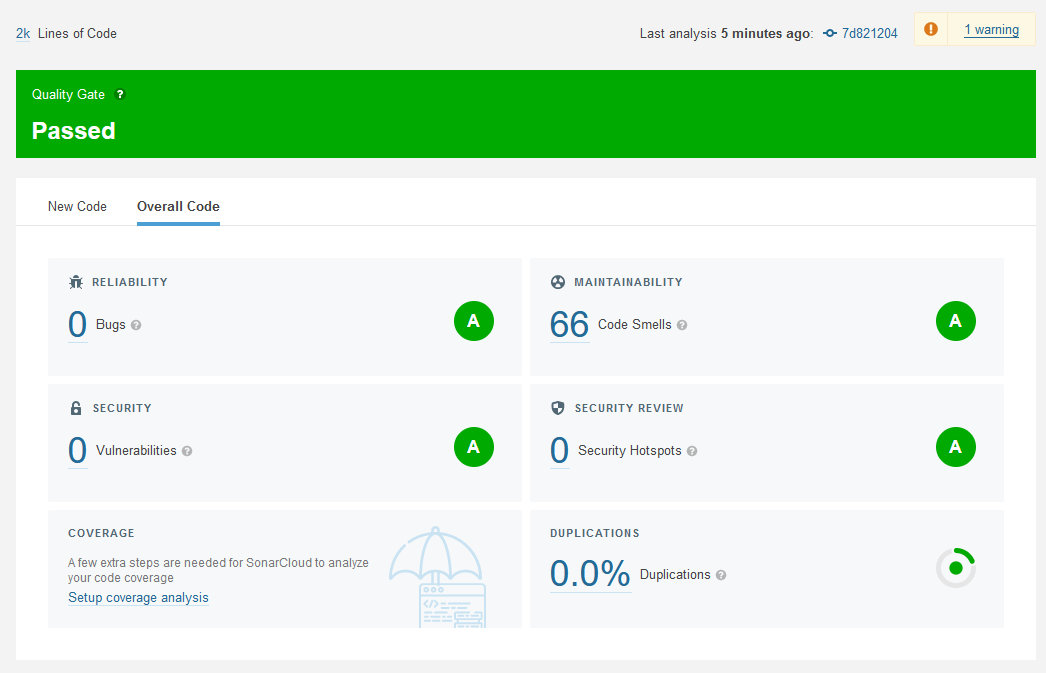 2k Lines of Code
Last analysis 5 minutes ago: 7d821204
1 warning
Quality Gate ?
Passed
New Code
Overall Code
RELIABILITY
0 Bugs ?
A
MAINTAINABILITY
66 Code Smells ?
A
SECURITY
0 Vulnerabilities ?
A
SECURITY REVIEW
0 Security Hotspots ?
A
COVERAGE
A few extra steps are needed for SonarCloud to analyze
your code coverage
Setup coverage analysis
DUPLICATIONS
0.0% Duplications ?